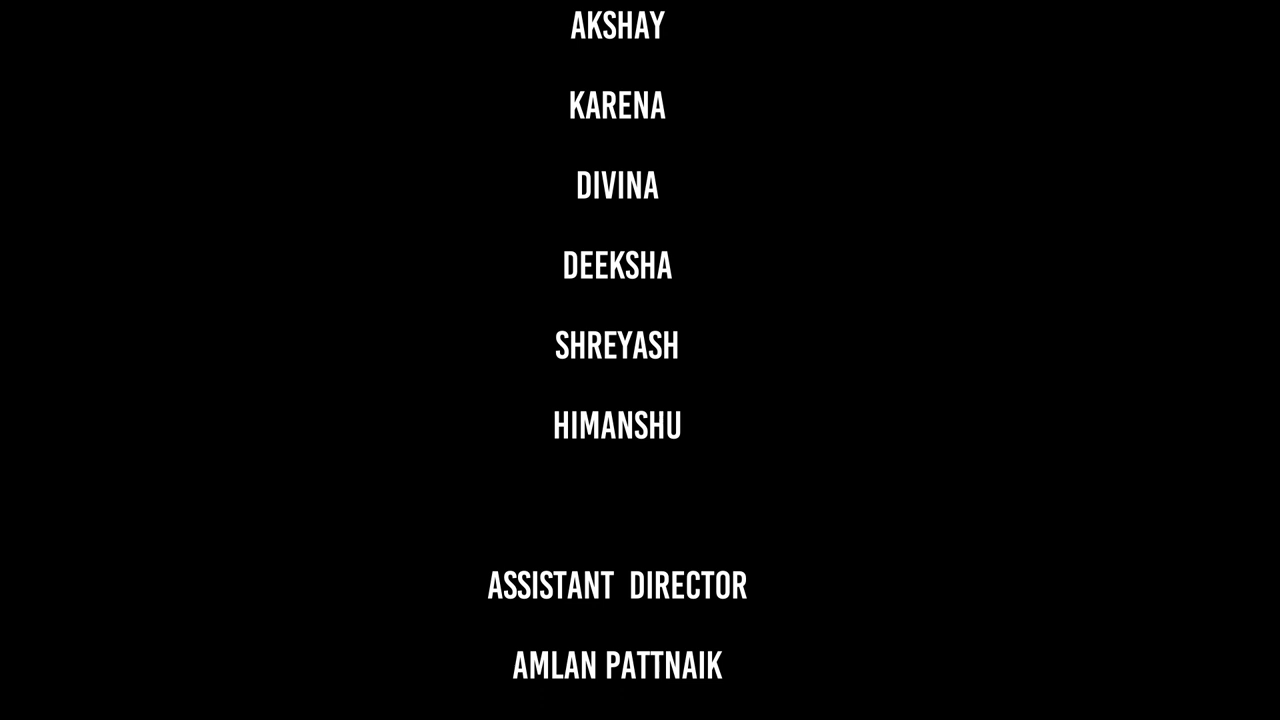 AKSHAY
KARENA
DIVINA
DEEKSHA
SHREYASH
HIMANSHU
ASSISTANT DIRECTOR
AMLAN PATTNAIK